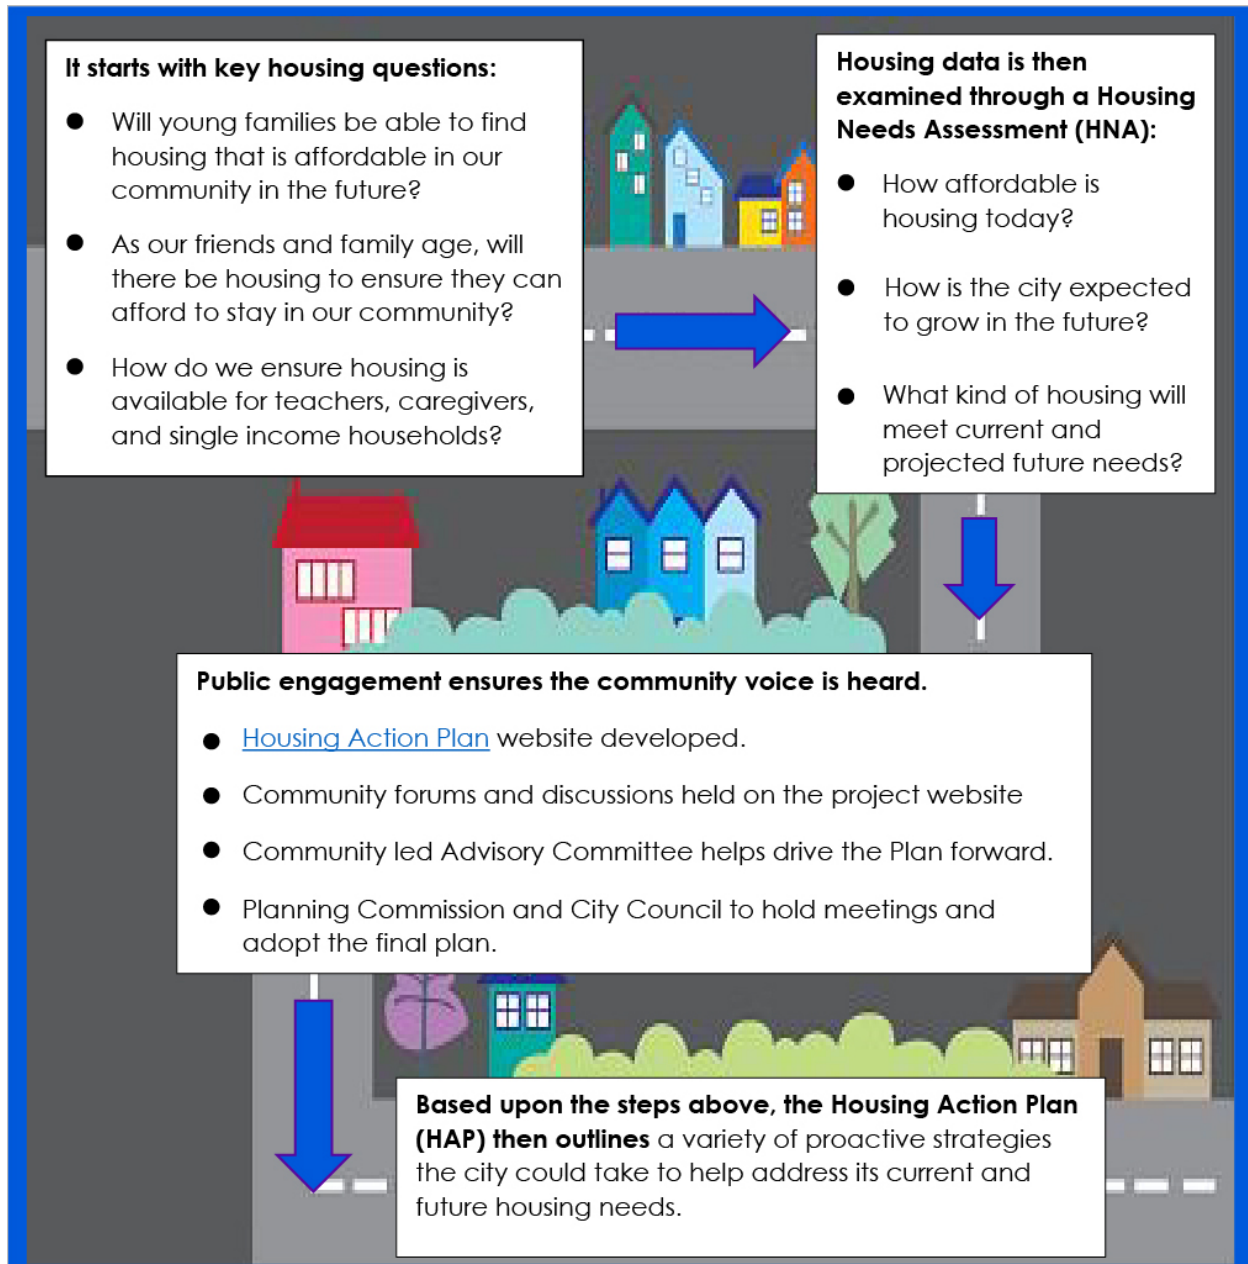 It starts with key housing questions:
● Will young families be able to find
housing that is affordable in our
community in the future?
● As our friends and family age, will
there be housing to ensure they can
afford to stay in our community?
● How do we ensure housing is
available for teachers, caregivers,
and single income households?
Housing data is then
examined through a Housing
Needs Assessment (HNA):
● How affordable is
housing today?
● How is the city expected
to grow in the future?
● What kind of housing will
meet current and
projected future needs?
Public engagement ensures the community voice is heard.
● Housing Action Plan website developed.
● Community forums and discussions held on the project website
● Community led Advisory Committee helps drive the Plan forward.
● Planning Commission and City Council to hold meetings and
adopt the final plan.
Based upon the steps above, the Housing Action Plan
(HAP) then outlines a variety of proactive strategies
the city could take to help address its current and
future housing needs.